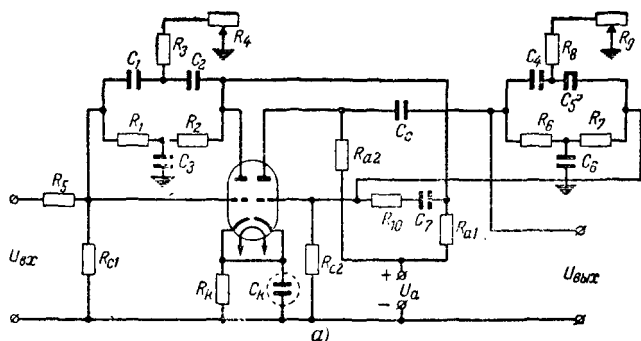 R4
R9
R3
R8
C1
C2
C4
C5
R1
R2
R6
R7
C3
C6
Cc
Ra2
R5
R10
C7
Ra1
Uвх
Rc1
Rк
Cк
Rc2
+
Ua
−
Uвых
а)